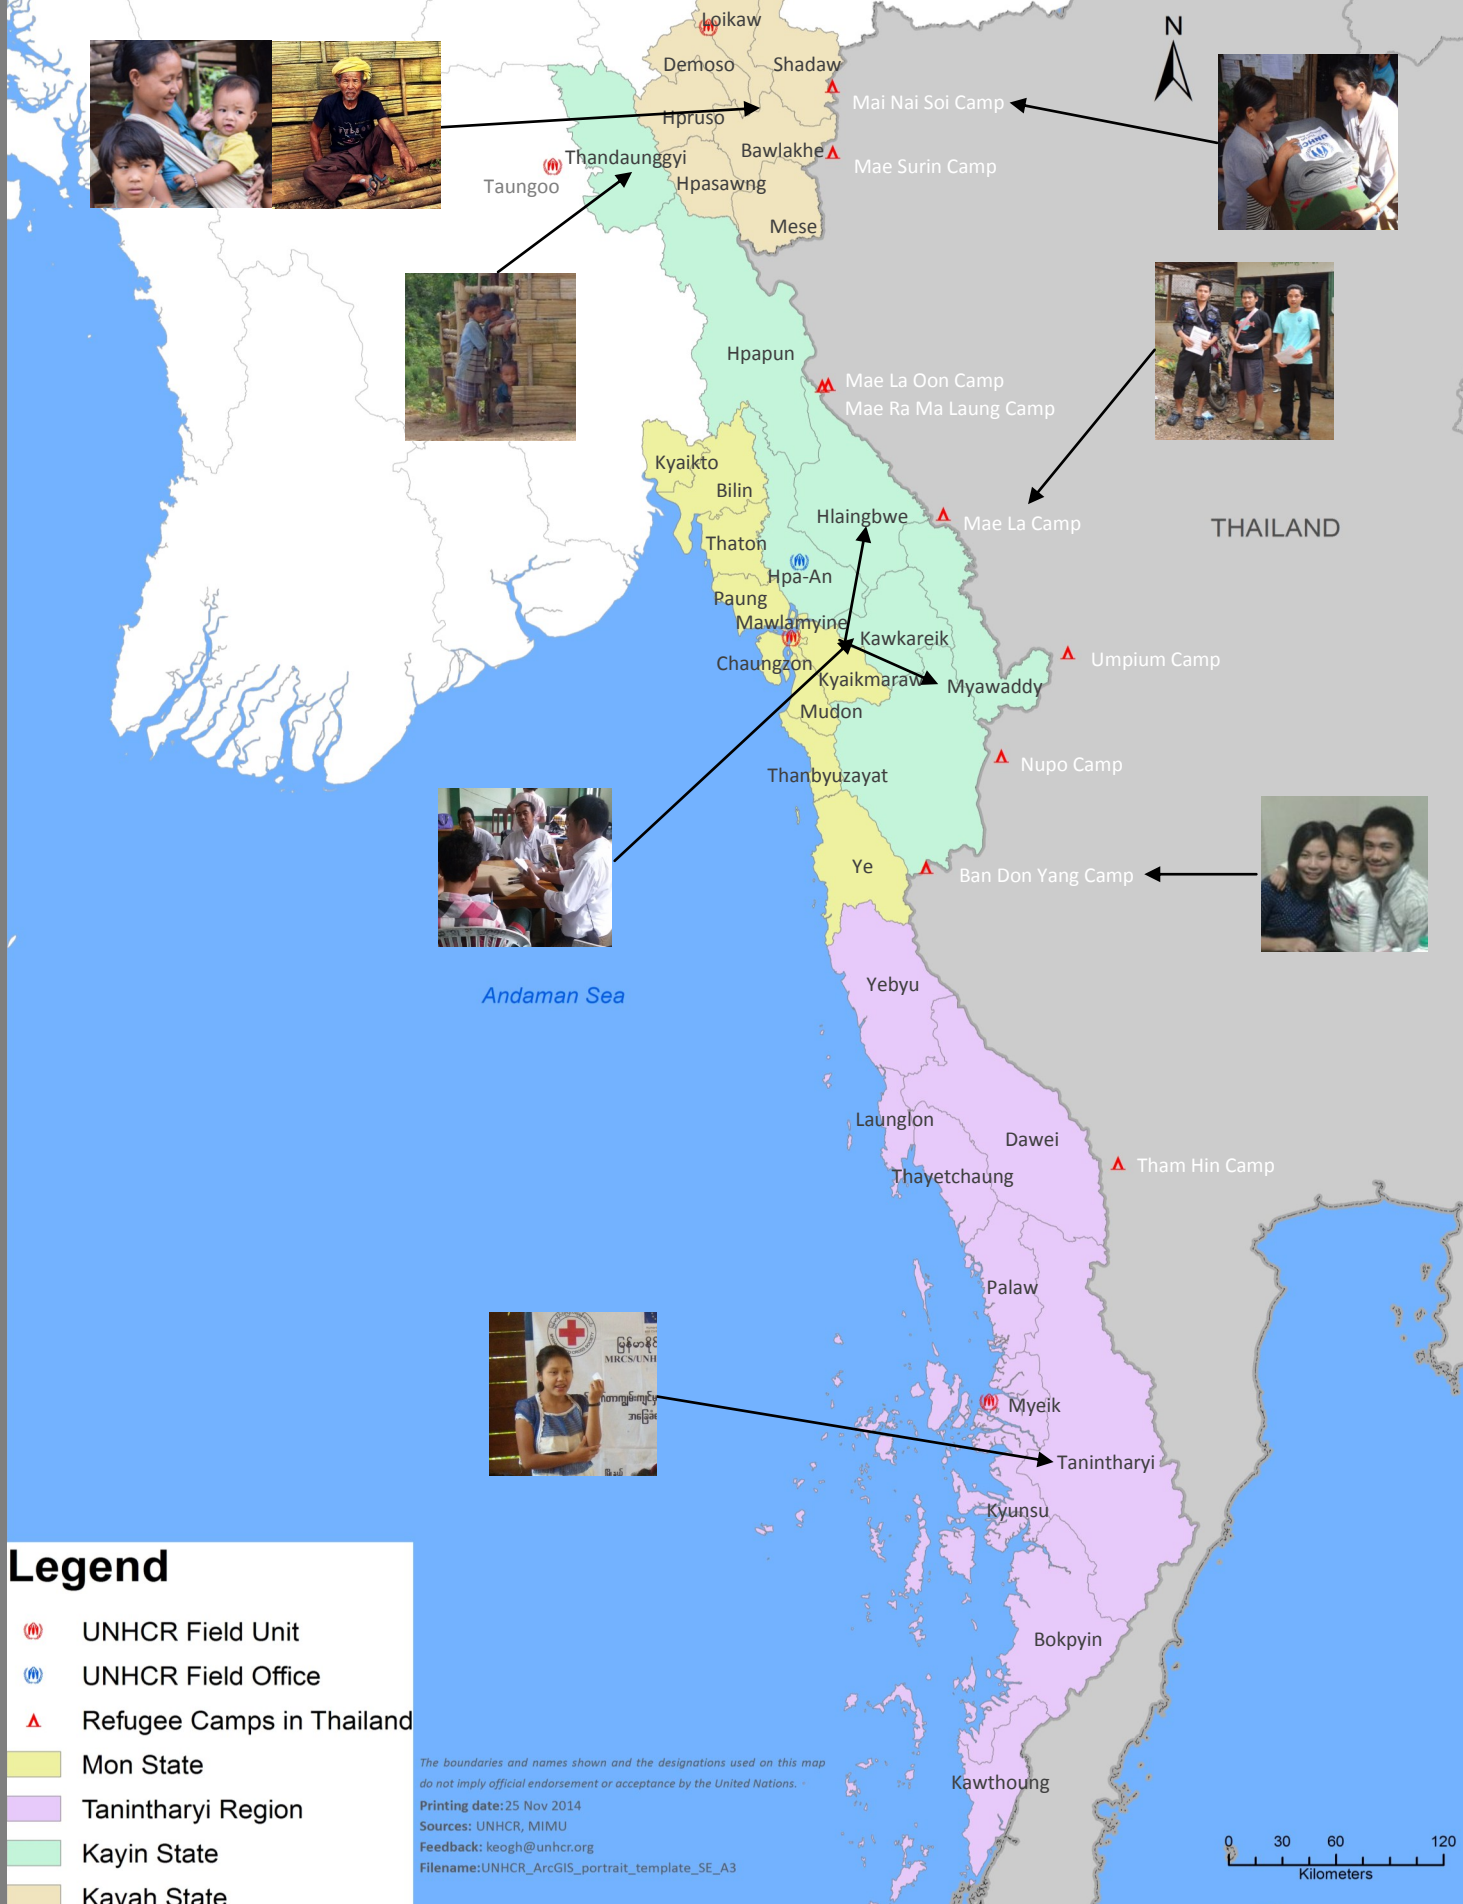 Loikaw
N
Demoso
Shadaw
Mai Nai Soi Camp
Hpruso
Bawlakhe
Thandaunggyi
Mae Surin Camp
Taungoo
Hpasawng
Mese
Hpapun
Mae La Oon Camp
Mae Ra Ma Laung Camp
Kyaikto
Bilin
Hlaingbwe
Mae La Camp
THAILAND
Thaton
Hpa-An
Paung
Mawlamyine
Kawkareik
Umpium Camp
Chaungzon
Kyaikmaraw
Myawaddy
Mudon
Nupo Camp
Thanbyuzayat
Ye
Ban Don Yang Camp
Yebyu
Andaman Sea
Launglon
Dawei
Tham Hin Camp
Thayetchaung
Palaw
MRCS/UNH
Myeik
Tanintharyi
Kyunsu
Bokpyin
Kawthoung
Legend
UNHCR Field Unit
UNHCR Field Office
Refugee Camps in Thailand
Mon State
Tanintharyi Region
Kayin State
Kayah State
The boundaries and names shown and the designations used on this map
do not imply official endorsement or acceptance by the United Nations.
Printing date:25 Nov 2014
Sources: UNHCR, MIMU
Feedback: keogh@unhcr.org
Filename:UNHCR_ArcGIS_portrait_template_SE_A3
0 30 60 120
Kilometers
UNHCR